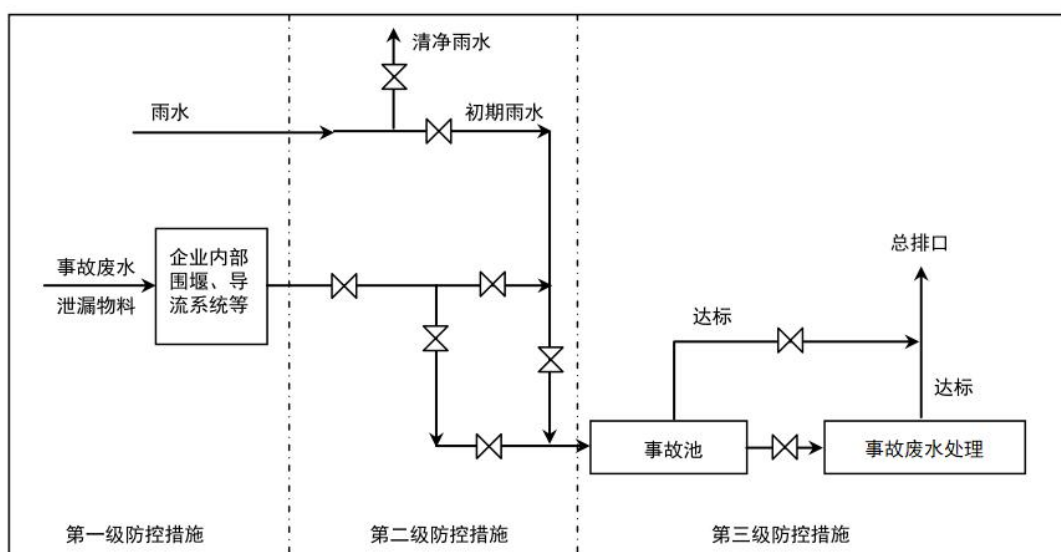 清净雨水
雨水
初期雨水
事故废水
泄漏物料
企业内部
围堰、导
流系统等
总排口
达标
达标
事故池
事故废水处理
第一级防控措施
第二级防控措施
第三级防控措施